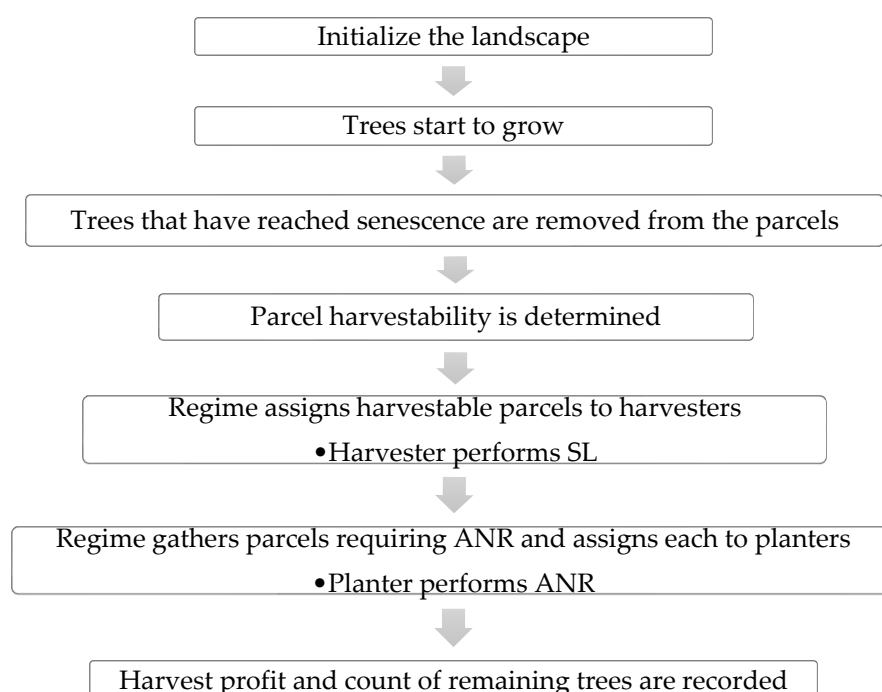 Initialize the landscape
Trees start to grow
Trees that have reached senescence are removed from the parcels
Parcel harvestability is determined
Regime assigns harvestable parcels to harvesters
•Harvester performs SL
Regime gathers parcels requiring ANR and assigns each to planters
•Planter performs ANR
Harvest profit and count of remaining trees are recorded